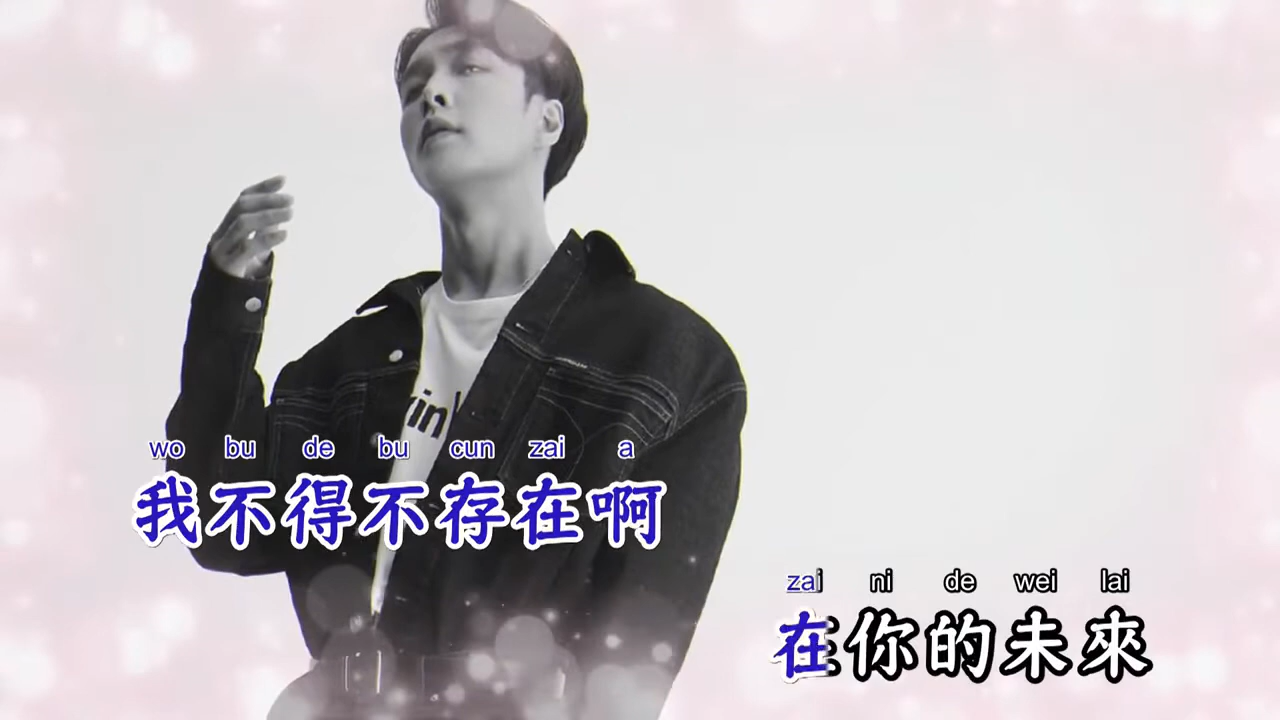 wo bu de bu cun zai a
我不得不存在啊
zai ni de wei lai
在你的未來